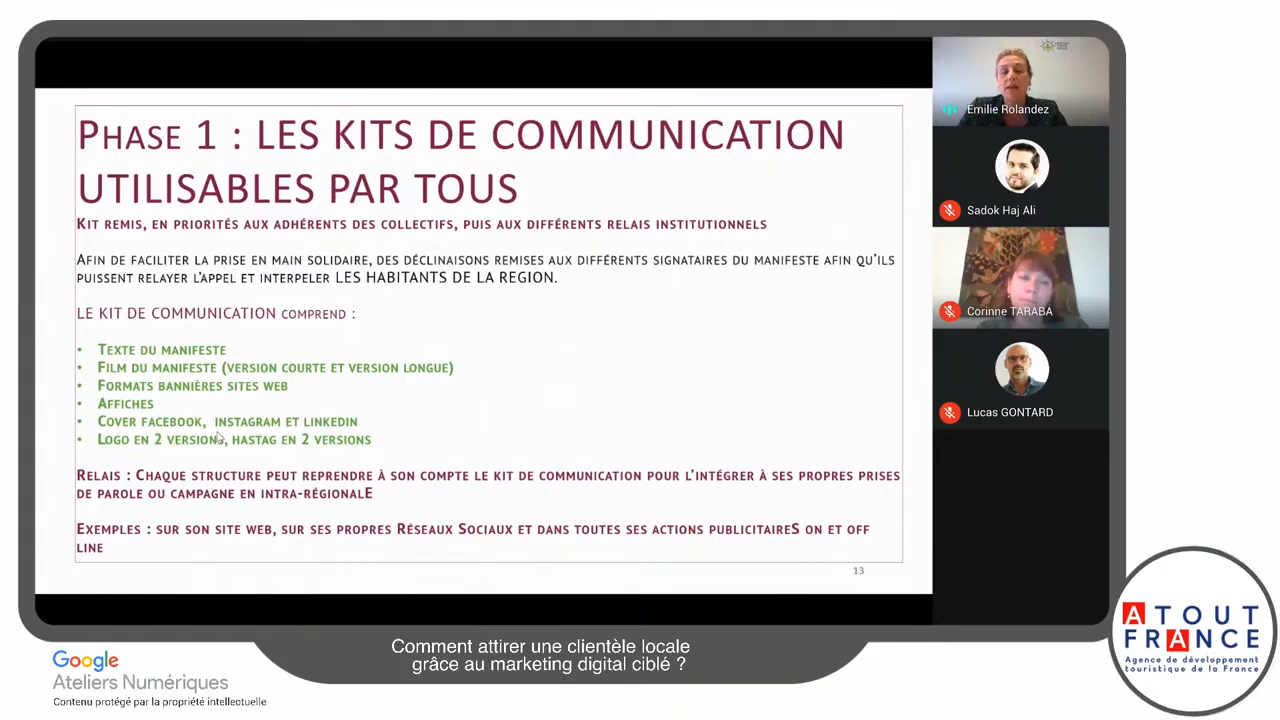 PHASE 1 : LES KITS DE COMMUNICATION
UTILISABLES PAR TOUS
KIT REMIS, EN PRIORITÉS AUX ADHÉRENTS DES COLLECTIFS, PUIS AUX DIFFÉRENTS RELAIS INSTITUTIONNELS
AFIN DE FACILITER LA PRISE EN MAIN SOLIDAIRE, DES DÉCLINAISONS REMISES AUX DIFFÉRENTS SIGNATAIRES DU MANIFESTE AFIN QU'ILS
PUISSENT RELAYER L'APPEL ET INTERPELER LES HABITANTS DE LA REGION.
LE KIT DE COMMUNICATION COMPREND :
• TEXTE DU MANIFESTE
• FILM DU MANIFESTE (VERSION COURTE ET VERSION LONGUE)
• FORMATS BANNIÈRES SITES WEB
• AFFICHES
• COVER FACEBOOK, INSTAGRAM ET LINKEDIN
• LOGO EN 2 VERSIONS, HASTAG EN 2 VERSIONS
RELAIS : CHAQUE STRUCTURE PEUT REPRENDRE À SON COMPTE LE KIT DE COMMUNICATION POUR L'INTÉGRER À SES PROPRES PRISES
DE PAROLE OU CAMPAGNE EN INTRA-RÉGIONALE
EXEMPLES : SUR SON SITE WEB, SUR SES PROPRES RÉSEAUX SOCIAUX ET DANS TOUTES SES ACTIONS PUBLICITAIRES ON ET OFF
LINE
13
Emilie Rolandez
Sadok Haj Ali
Corinne TARABA
Lucas GONTARD
Comment attirer une clientèle locale
grâce au marketing digital ciblé ?
Google
Ateliers Numériques
Contenu protégé par la propriété intellectuelle
ATOUT
FRANCE
Agence de développement
touristique de la France